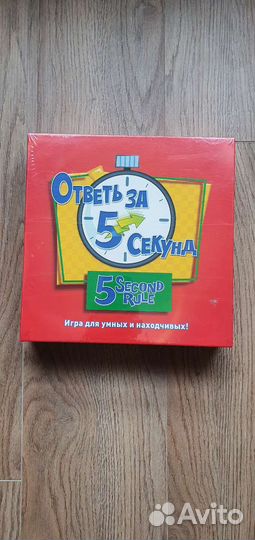 Ответь за
5 секунд
5 Second
Rule
Игра для умных и находчивых!
Avito